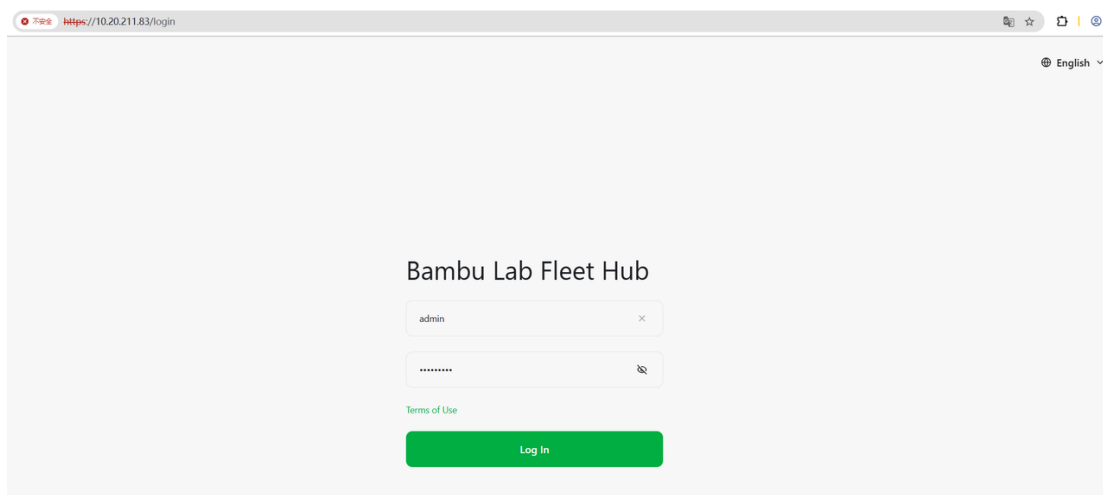 不安全 https://10.20.211.83/login
English
Bambu Lab Fleet Hub
admin
•••••••••
Terms of Use
Log In